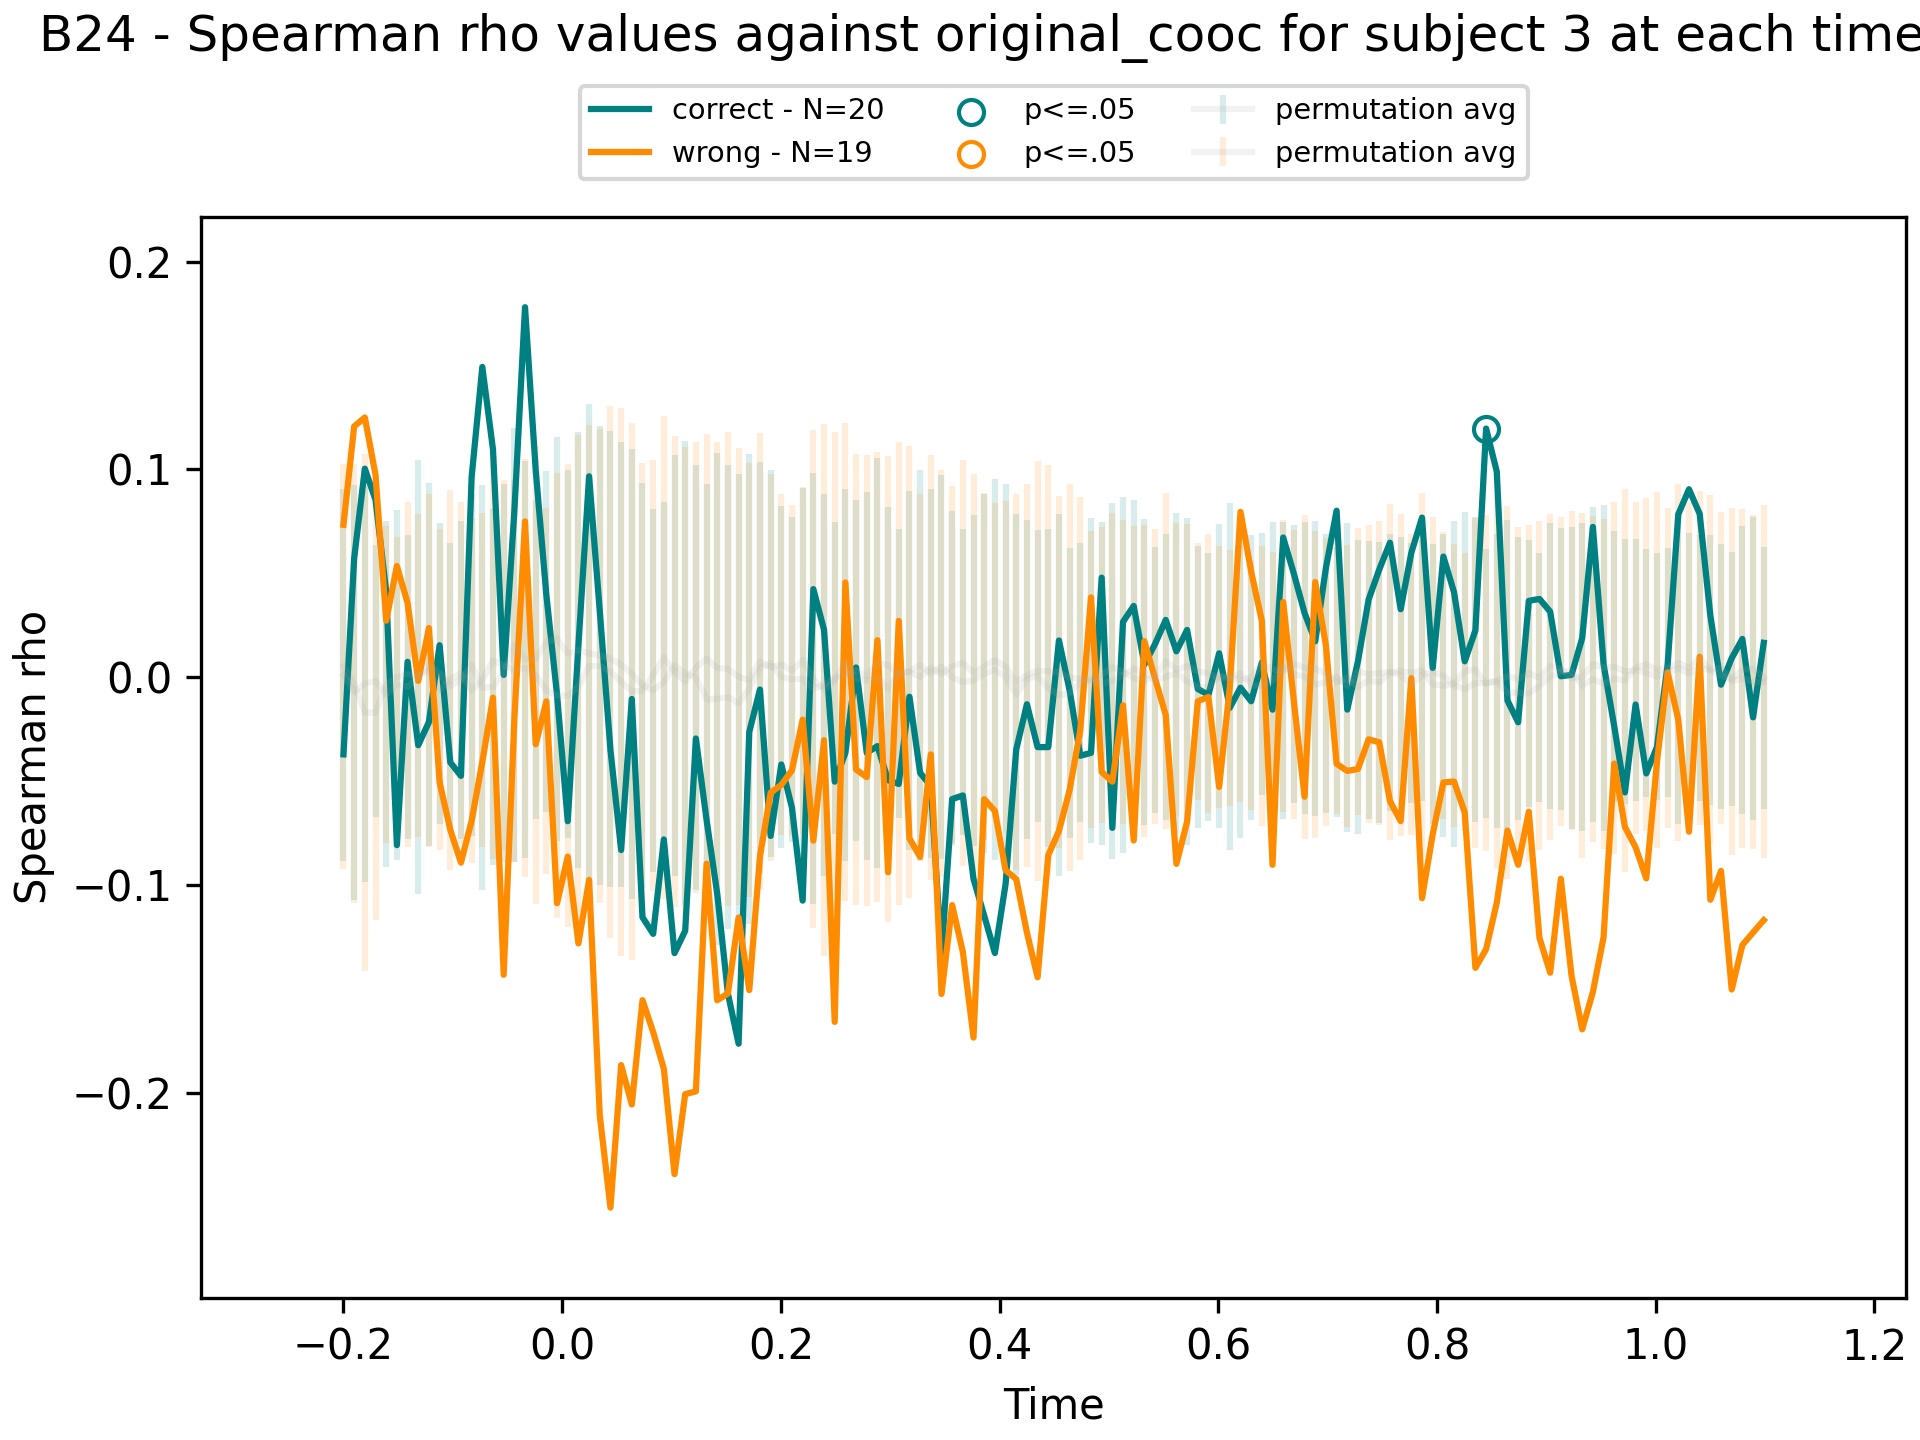 B24 - Spearman rho values against original_cooc for subject 3 at each time
correct - N=20
wrong - N=19
p<=.05
p<=.05
permutation avg
permutation avg
Spearman rho
0.2
0.1
0.0
−0.1
−0.2
−0.2 0.0 0.2 0.4 0.6 0.8 1.0 1.2
Time